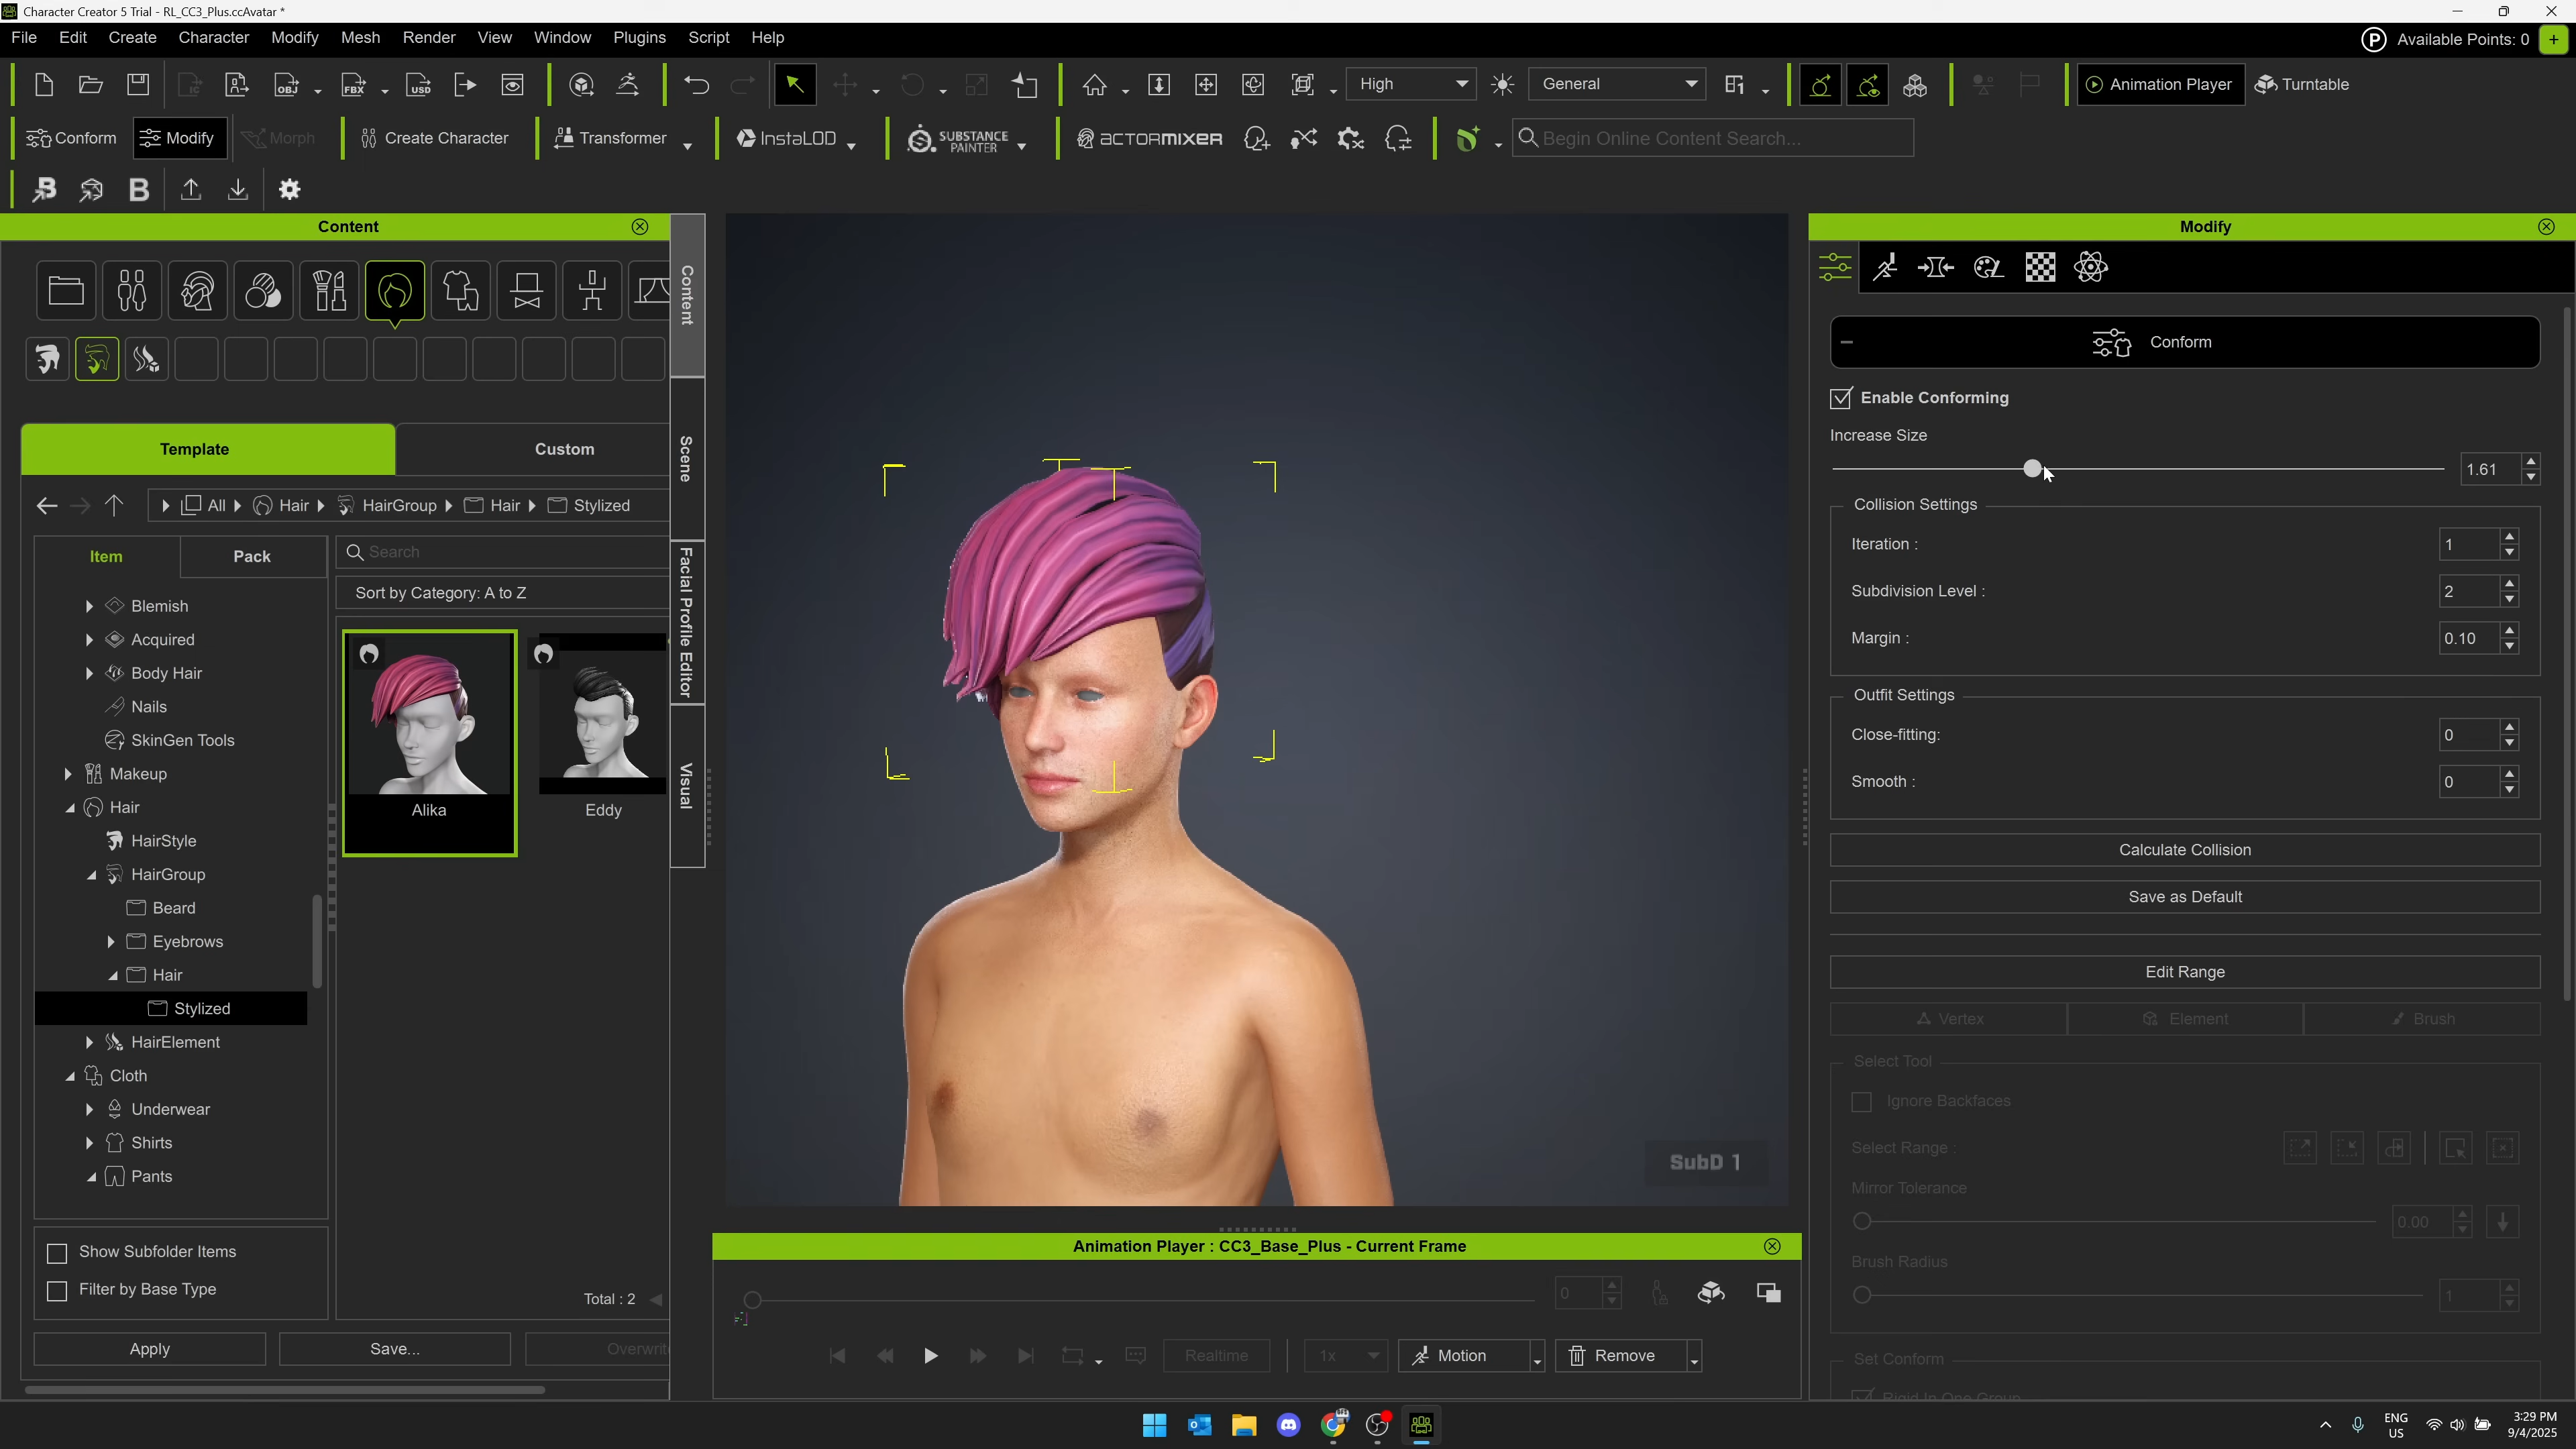 Character Creator 5 Trial - RL_CC3_Plus.ccAvatar *
File Edit Create Character Modify Mesh Render View Window Plugins Script Help
P Available Points: 0 +
IC OBJ FBX USD High General Animation Player Turntable
Conform Modify Morph Create Character Transformer InstaLOD SUBSTANCE PAINTER ACTORMIXER Begin Online Content Search...
B B
Content
Template Custom
All Hair HairGroup Hair Stylized
Item Pack
Search
Sort by Category: A to Z
Blemish
Acquired
Body Hair
Nails
SkinGen Tools
Makeup
Hair
HairStyle
HairGroup
Beard
Eyebrows
Hair
Stylized
HairElement
Cloth
Underwear
Shirts
Pants
Alika
Eddy
Show Subfolder Items
Filter by Base Type
Total : 2
Apply Save... Overwrit
Content
Scene
Facial Profile Editor
Visual
SubD 1
Animation Player : CC3_Base_Plus - Current Frame
0
Realtime 1x Motion Remove
Modify
Conform
Enable Conforming
Increase Size
1.61
Collision Settings
Iteration : 1
Subdivision Level : 2
Margin : 0.10
Outfit Settings
Close-fitting: 0
Smooth : 0
Calculate Collision
Save as Default
Edit Range
Vertex Element Brush
Select Tool
Ignore Backfaces
Select Range :
Mirror Tolerance
0.00
Brush Radius
1
Set Conform
Rigid In One Group
ENG
US
3:29 PM
9/4/2025